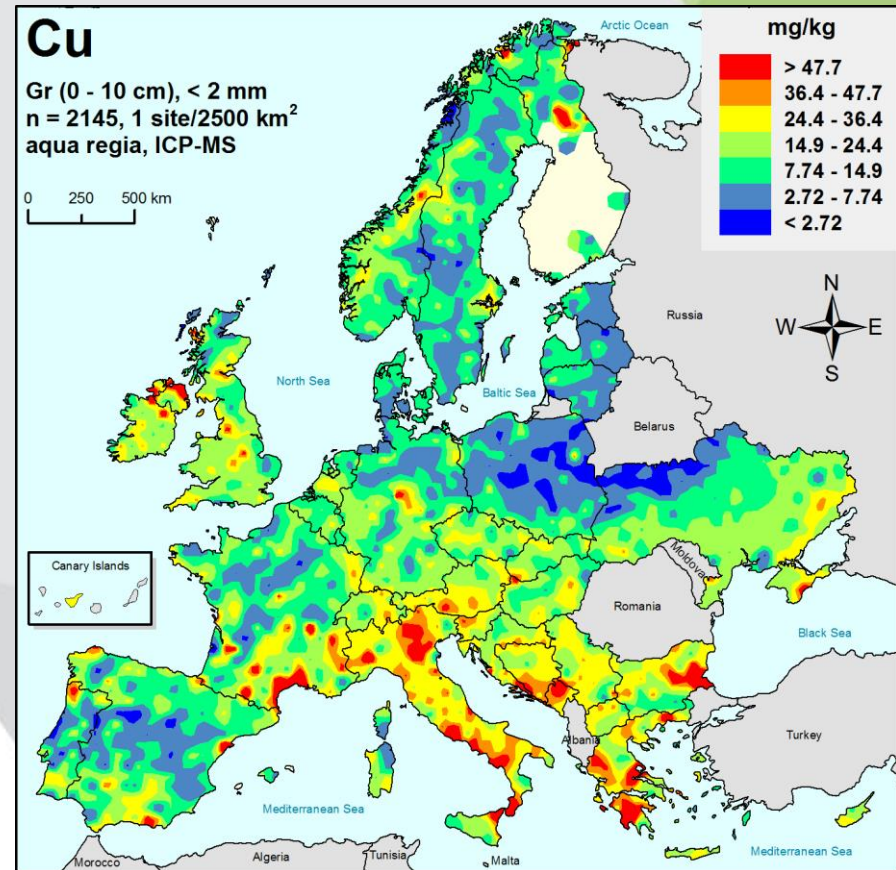 Cu
Gr (0 - 10 cm), < 2 mm
n = 2145, 1 site/2500 km²
aqua regia, ICP-MS
0 250 500 km
Arctic Ocean
mg/kg
> 47.7
36.4 - 47.7
24.4 - 36.4
14.9 - 24.4
7.74 - 14.9
2.72 - 7.74
< 2.72
N
W E
S
Russia
North Sea
Baltic Sea
Belarus
Canary Islands
Moldova
Romania
Black Sea
Albania
Turkey
Mediterranean Sea
Morocco
Algeria
Tunisia
Malta
Mediterranean Sea